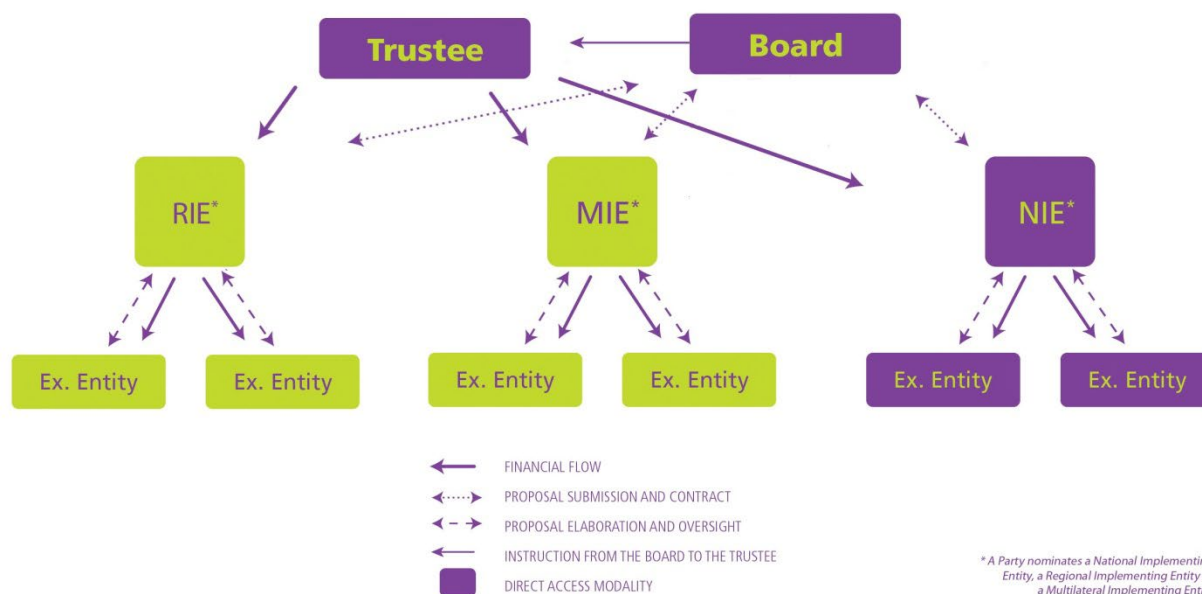 Trustee
Board
RIE*
MIE*
NIE*
Ex. Entity
Ex. Entity
Ex. Entity
Ex. Entity
Ex. Entity
Ex. Entity
FINANCIAL FLOW
PROPOSAL SUBMISSION AND CONTRACT
PROPOSAL ELABORATION AND OVERSIGHT
INSTRUCTION FROM THE BOARD TO THE TRUSTEE
DIRECT ACCESS MODALITY
* A Party nominates a National Implementin
Entity, a Regional Implementing Entity
a Multilateral Implementing Enti